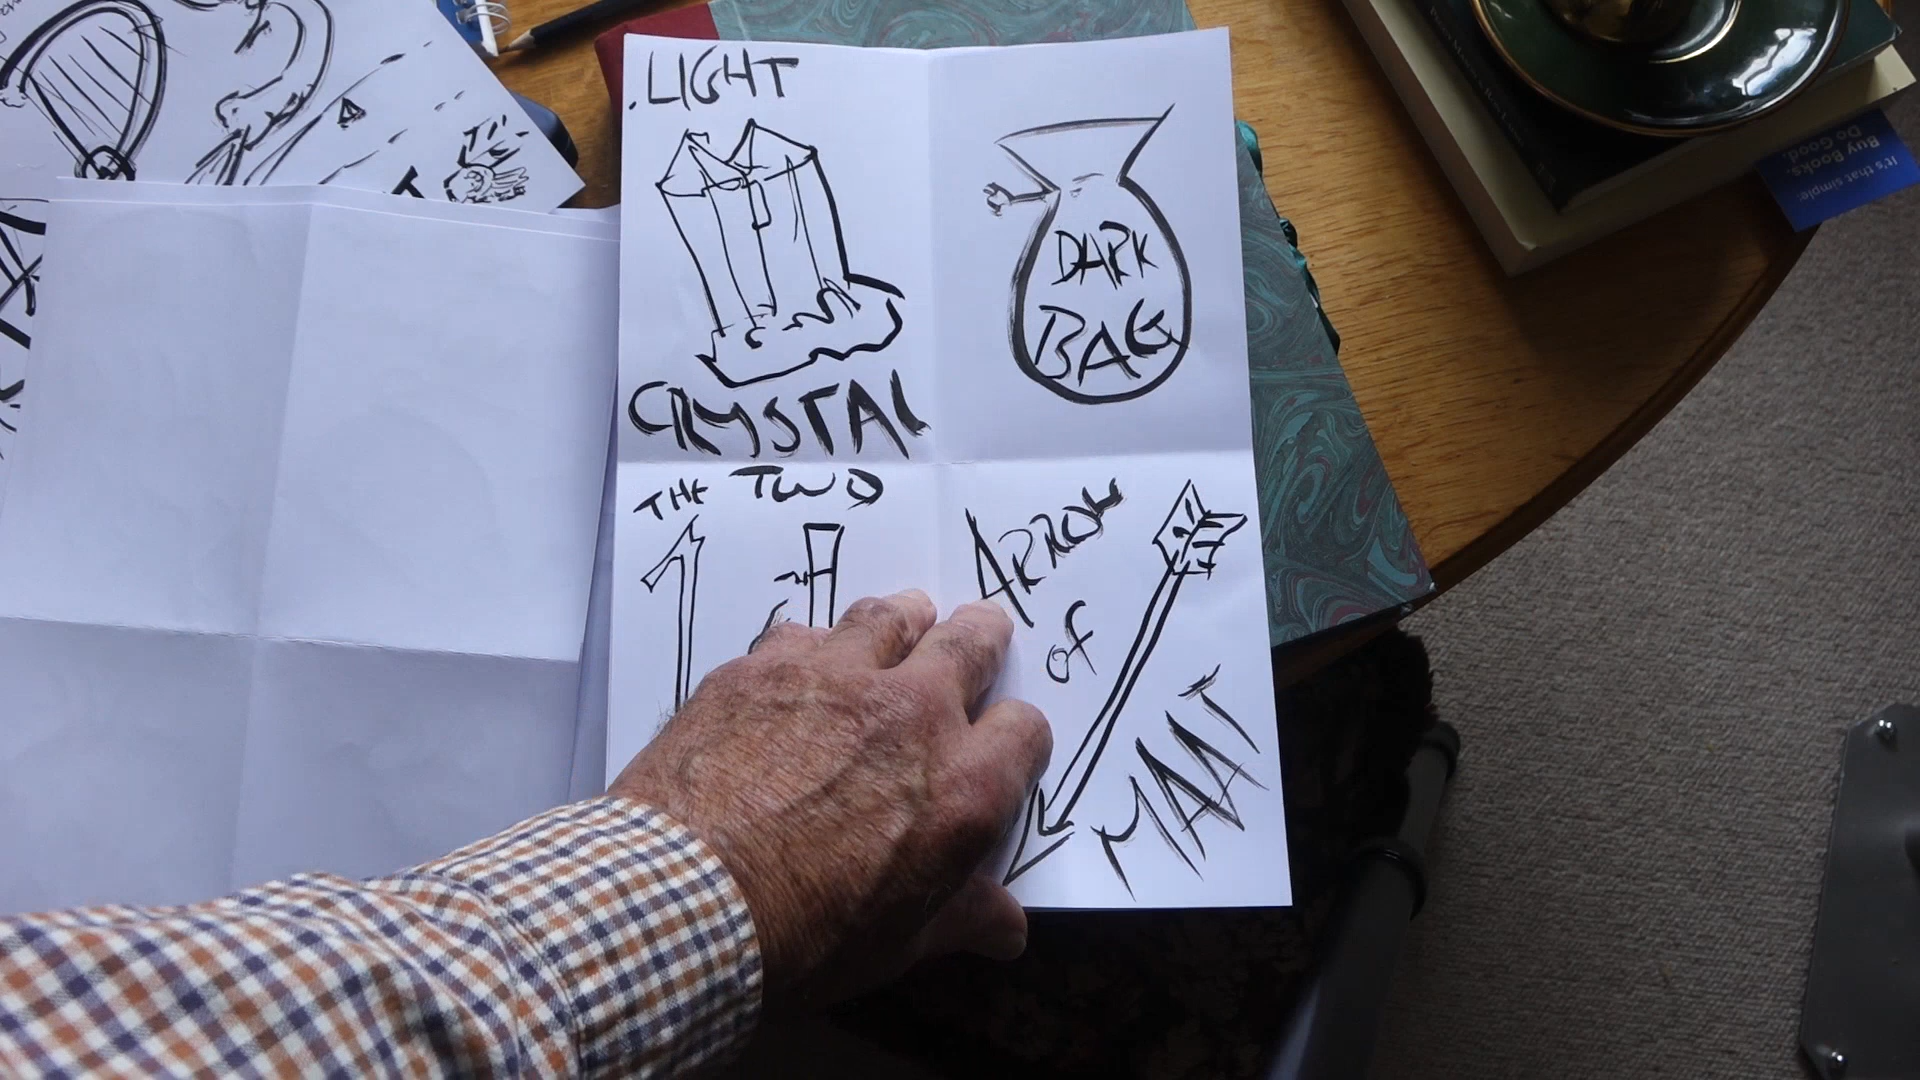 .LIGHT
CRYSTAL
DARK
BAG
THE TWO
ARROW
of
MAAT
It's that simple:
Buy Books.
Do Good.